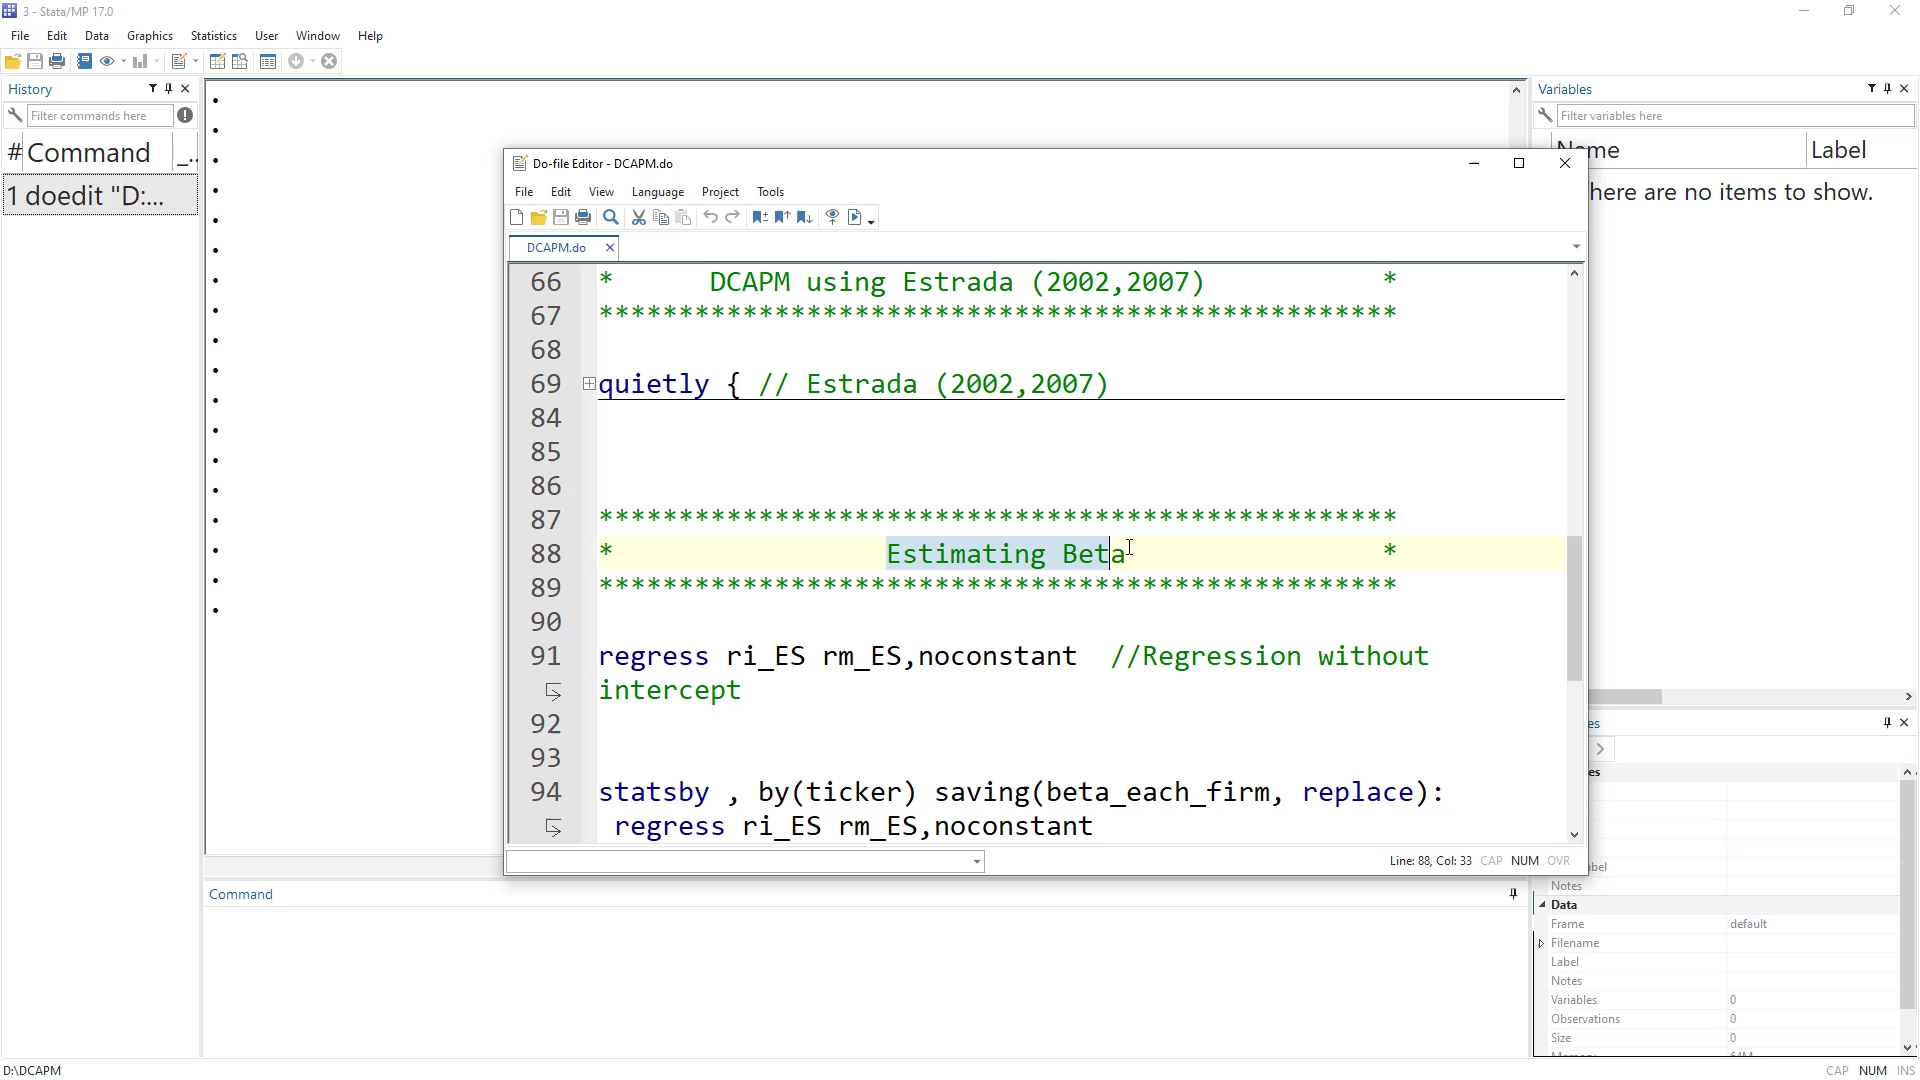 3 - Stata/MP 17.0
File Edit Data Graphics Statistics User Window Help
History
Filter commands here
# Command _..
1 doedit "D:...
Variables
Filter variables here
Name Label
here are no items to show.
Do-file Editor - DCAPM.do
File Edit View Language Project Tools
DCAPM.do
66 * DCAPM using Estrada (2002,2007) *
67 **************************************************
68
69 quietly { // Estrada (2002,2007)
84
85
86
87 **************************************************
88 * Estimating Beta *
89 **************************************************
90
91 regress ri_ES rm_ES,noconstant //Regression without
intercept
92
93
94 statsby , by(ticker) saving(beta_each_firm, replace):
regress ri_ES rm_ES,noconstant
Line: 88, Col: 33 CAP NUM OVR
es
es
bel
Notes
Data
Frame default
Filename
Label
Notes
Variables 0
Observations 0
Size 0
Command
D:\DCAPM
CAP NUM INS